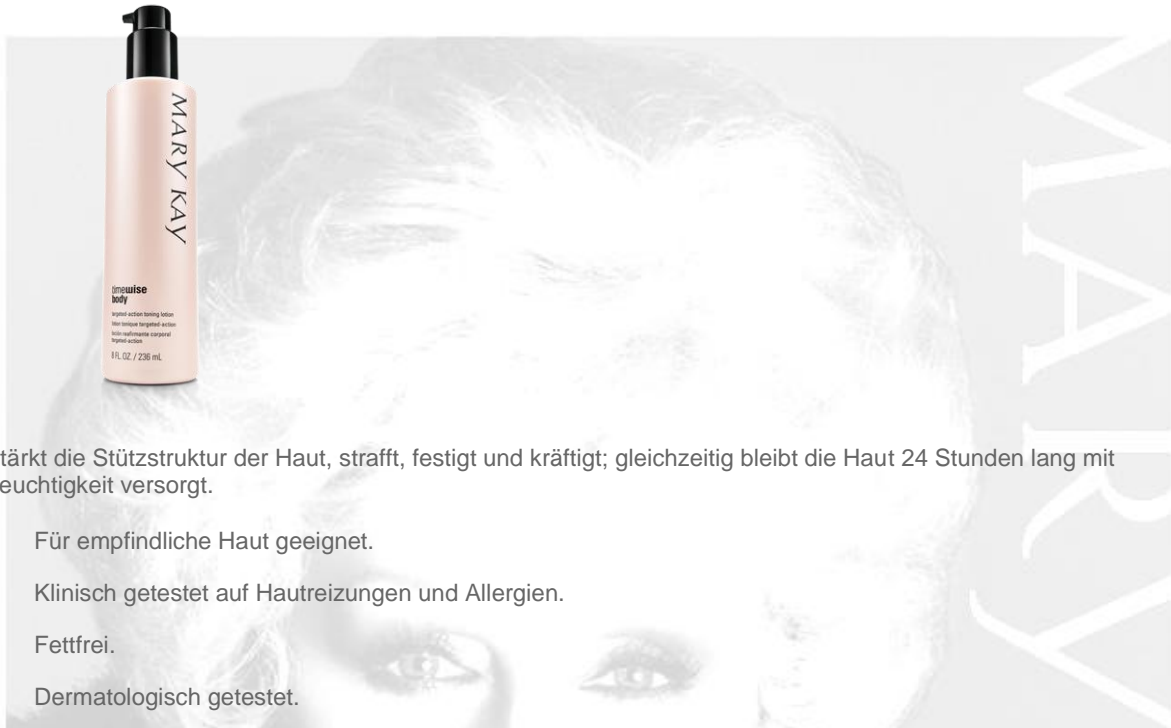 MARY KAY
timewise
body
targeted-action toning lotion
lotion tonique targeted-action
loción reafirmante corporal
targeted-action
8 FL. OZ. / 236 mL
MARY
tärkt die Stützstruktur der Haut, strafft, festigt und kräftigt; gleichzeitig bleibt die Haut 24 Stunden lang mit
euchtigkeit versorgt.
Für empfindliche Haut geeignet.
Klinisch getestet auf Hautreizungen und Allergien.
Fettfrei.
Dermatologisch getestet.